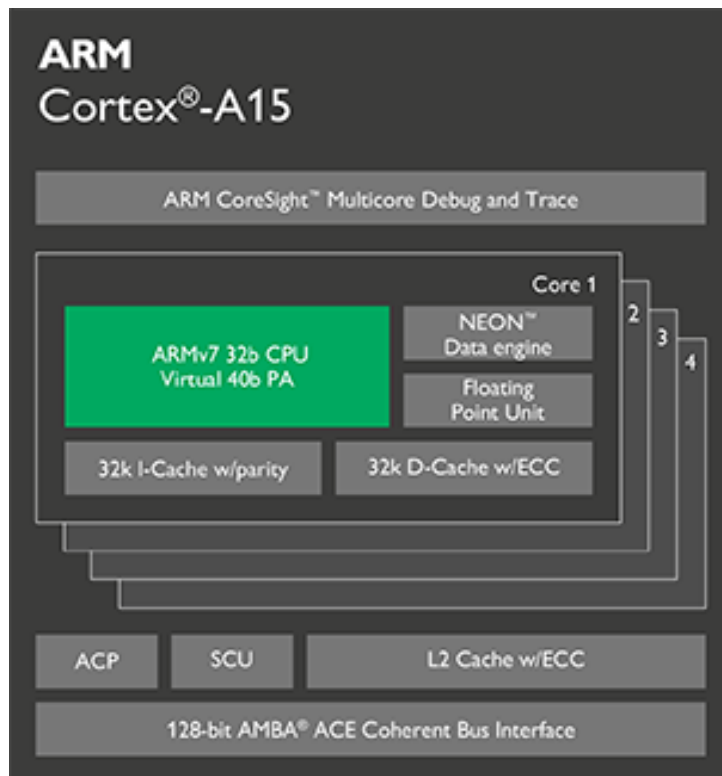 ARM
Cortex®-A15
ARM CoreSight™ Multicore Debug and Trace
Core 1
2
3
4
ARMv7 32b CPU
Virtual 40b PA
NEON™
Data engine
Floating
Point Unit
32k I-Cache w/parity
32k D-Cache w/ECC
ACP
SCU
L2 Cache w/ECC
128-bit AMBA® ACE Coherent Bus Interface